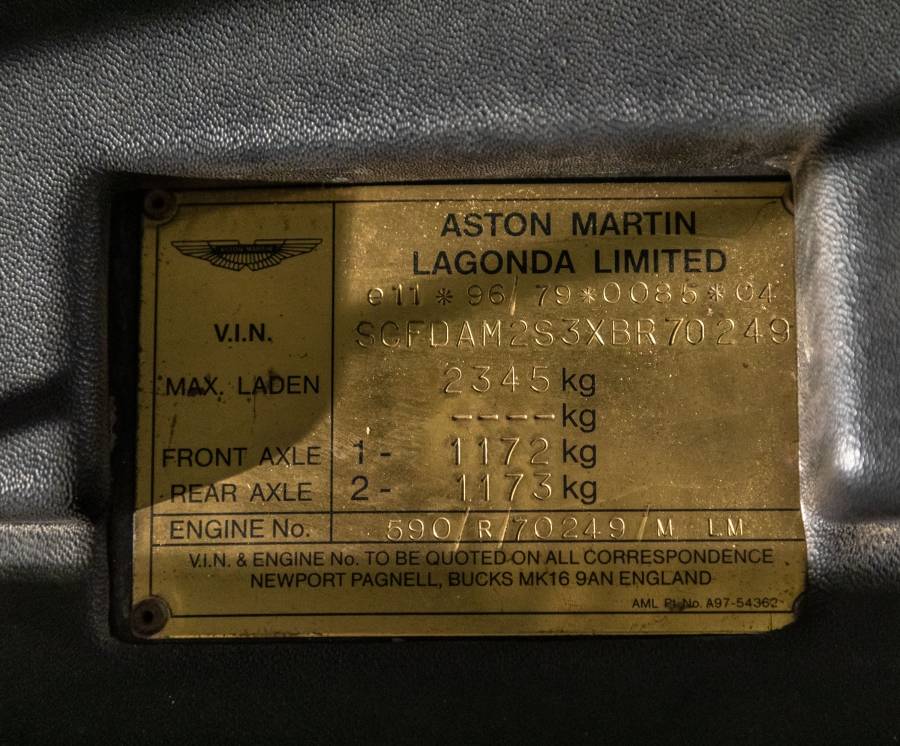 ASTON MARTIN
ASTON MARTIN
LAGONDA LIMITED
e11 * 96/ 79*0085*04
V.I.N. SCFDAM2S3XBR70249
MAX. LADEN 2345 kg
---- kg
FRONT AXLE 1- 1172 kg
REAR AXLE 2- 1173 kg
ENGINE No. 590/R/70249/M LM
V.I.N. & ENGINE No. TO BE QUOTED ON ALL CORRESPONDENCE
NEWPORT PAGNELL, BUCKS MK16 9AN ENGLAND
AML Pt. No. A97-54362